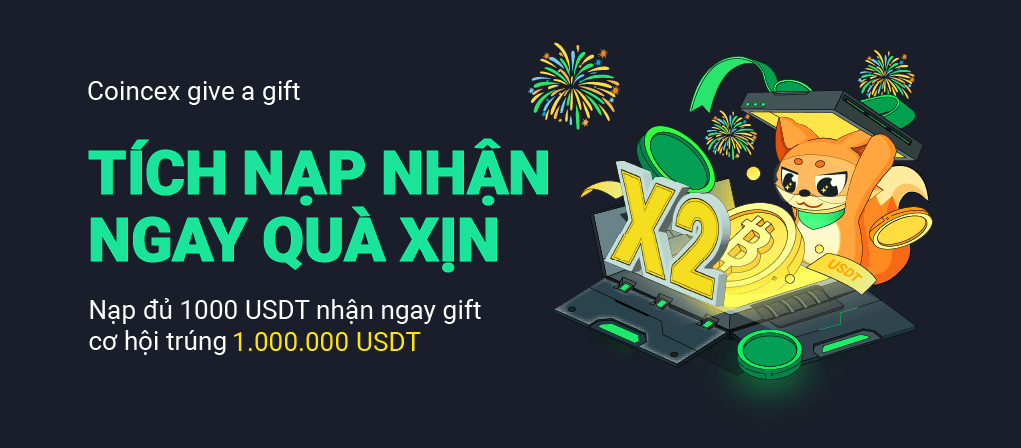 Coincex give a gift
TÍCH NẠP NHẬN
NGAY QUÀ XỊN
Nạp đủ 1000 USDT nhận ngay gift
cơ hội trúng 1.000.000 USDT
X2
USDT